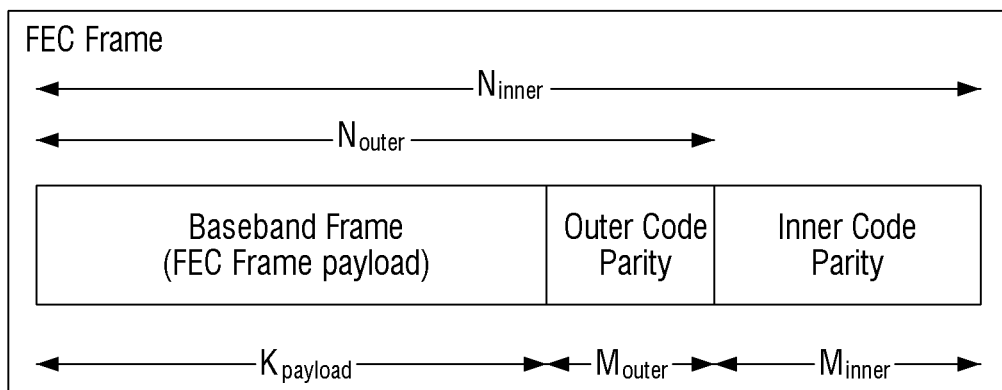 FEC Frame
Ninner
Nouter
Baseband Frame
(FEC Frame payload)
Outer Code
Parity
Inner Code
Parity
Kpayload
Mouter
Minner